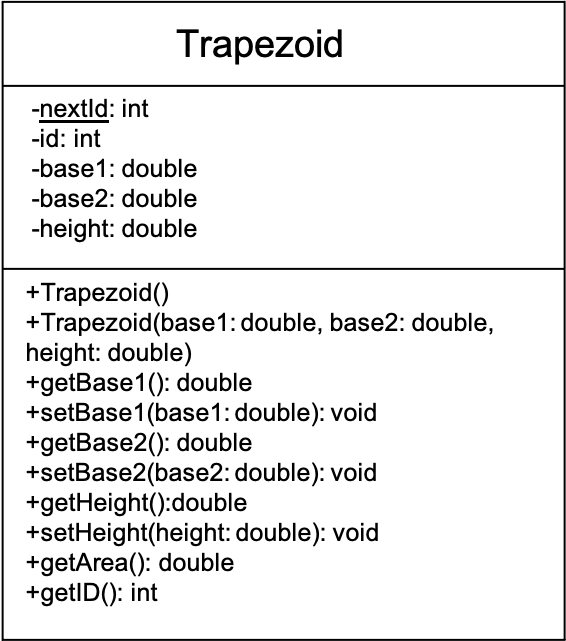 Trapezoid
-nextId: int
-id: int
-base1: double
-base2: double
-height: double
+Trapezoid()
+Trapezoid(base1: double, base2: double,
height: double)
+getBase1(): double
+setBase1(base1: double): void
+getBase2(): double
+setBase2(base2: double): void
+getHeight():double
+setHeight(height: double): void
+getArea(): double
+getID(): int